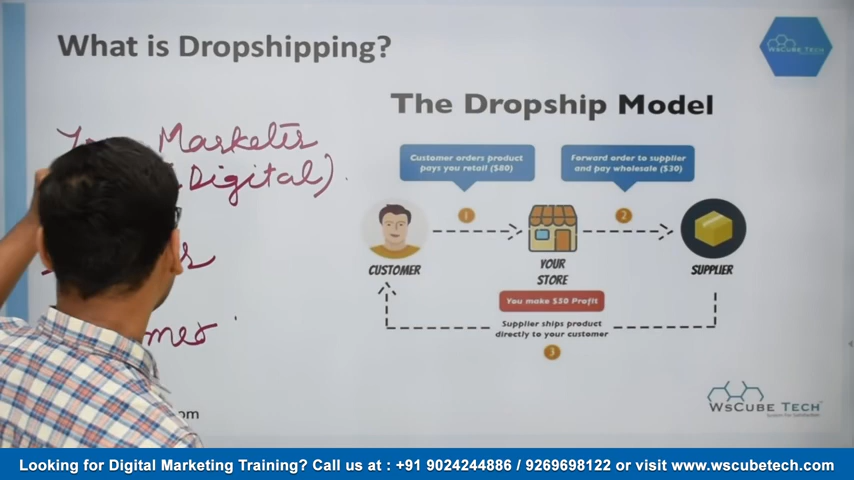 What is Dropshipping?
WsCube Tech
The Dropship Model
Marketer
(Digital).
Customer orders product
pays you retail ($80)
Forward order to supplier
and pay wholesale ($30)
1
2
CUSTOMER
YOUR
STORE
SUPPLIER
You make $50 Profit
Supplier ships product
directly to your customer
3
WsCube Tech
Looking for Digital Marketing Training? Call us at : +91 9024244886 / 9269698122 or visit www.wscubetech.com